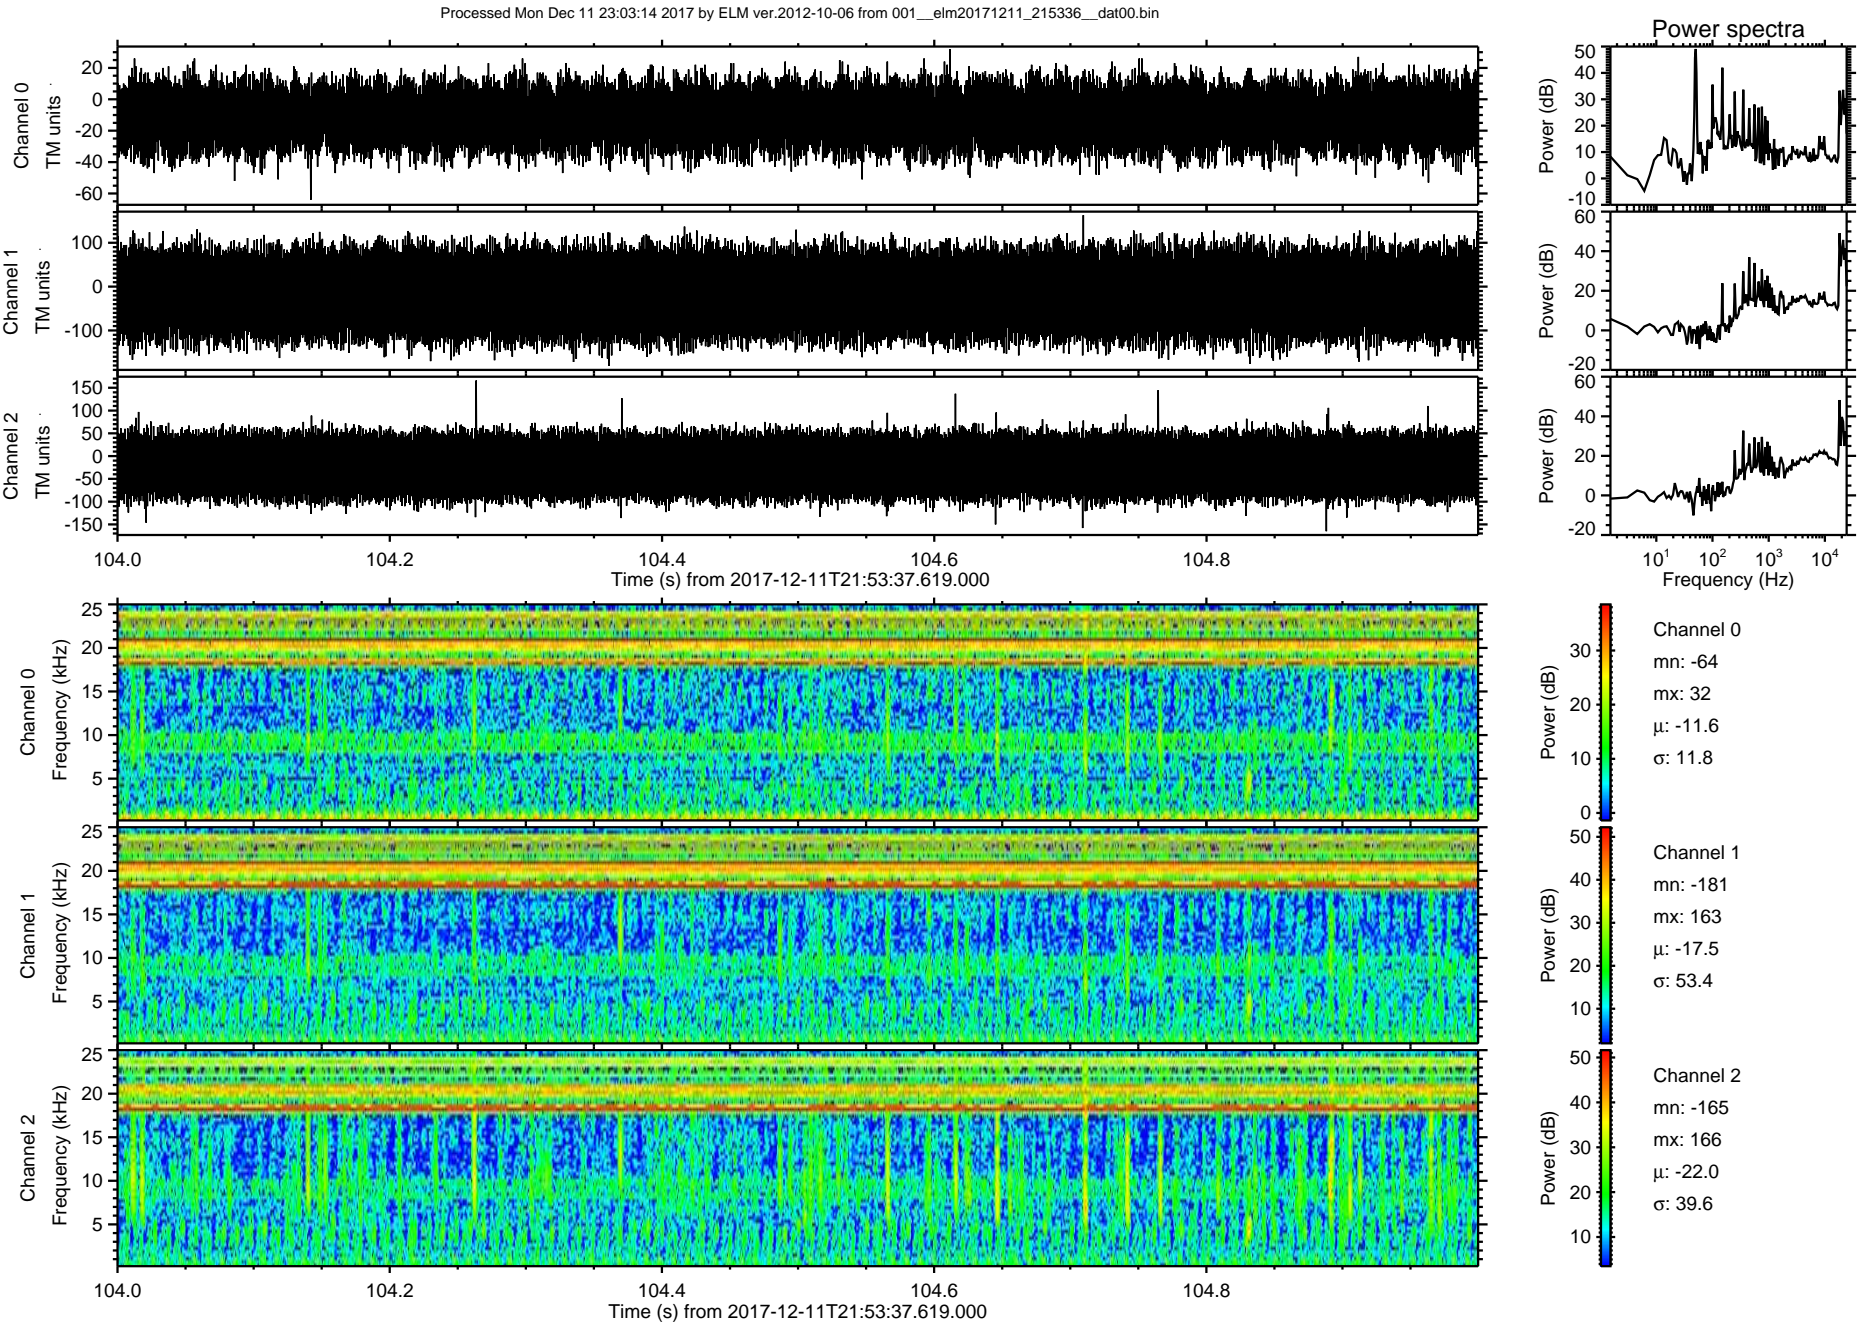 Processed Mon Dec 11 23:03:14 2017 by ELM ver.2012-10-06 from 001__elm20171211_215336__dat00.bin
Power spectra
Channel 0
TM units
20
0
-20
-40
-60
Power (dB)
50
40
30
20
10
0
-10
Channel 1
TM units
100
0
-100
Power (dB)
60
40
20
0
-20
Channel 2
TM units
150
100
50
0
-50
-100
-150
Power (dB)
60
40
20
0
-20
104.0 104.2 104.4 104.6 104.8
Time (s) from 2017-12-11T21:53:37.619.000
10^1 10^2 10^3 10^4
Frequency (Hz)
Channel 0
Frequency (kHz)
25
20
15
10
5
Power (dB)
30
20
10
0
Channel 0
mn: -64
mx: 32
μ: -11.6
σ: 11.8
Channel 1
Frequency (kHz)
25
20
15
10
5
Power (dB)
50
40
30
20
10
Channel 1
mn: -181
mx: 163
μ: -17.5
σ: 53.4
Channel 2
Frequency (kHz)
25
20
15
10
5
Power (dB)
50
40
30
20
10
Channel 2
mn: -165
mx: 166
μ: -22.0
σ: 39.6
104.0 104.2 104.4 104.6 104.8
Time (s) from 2017-12-11T21:53:37.619.000